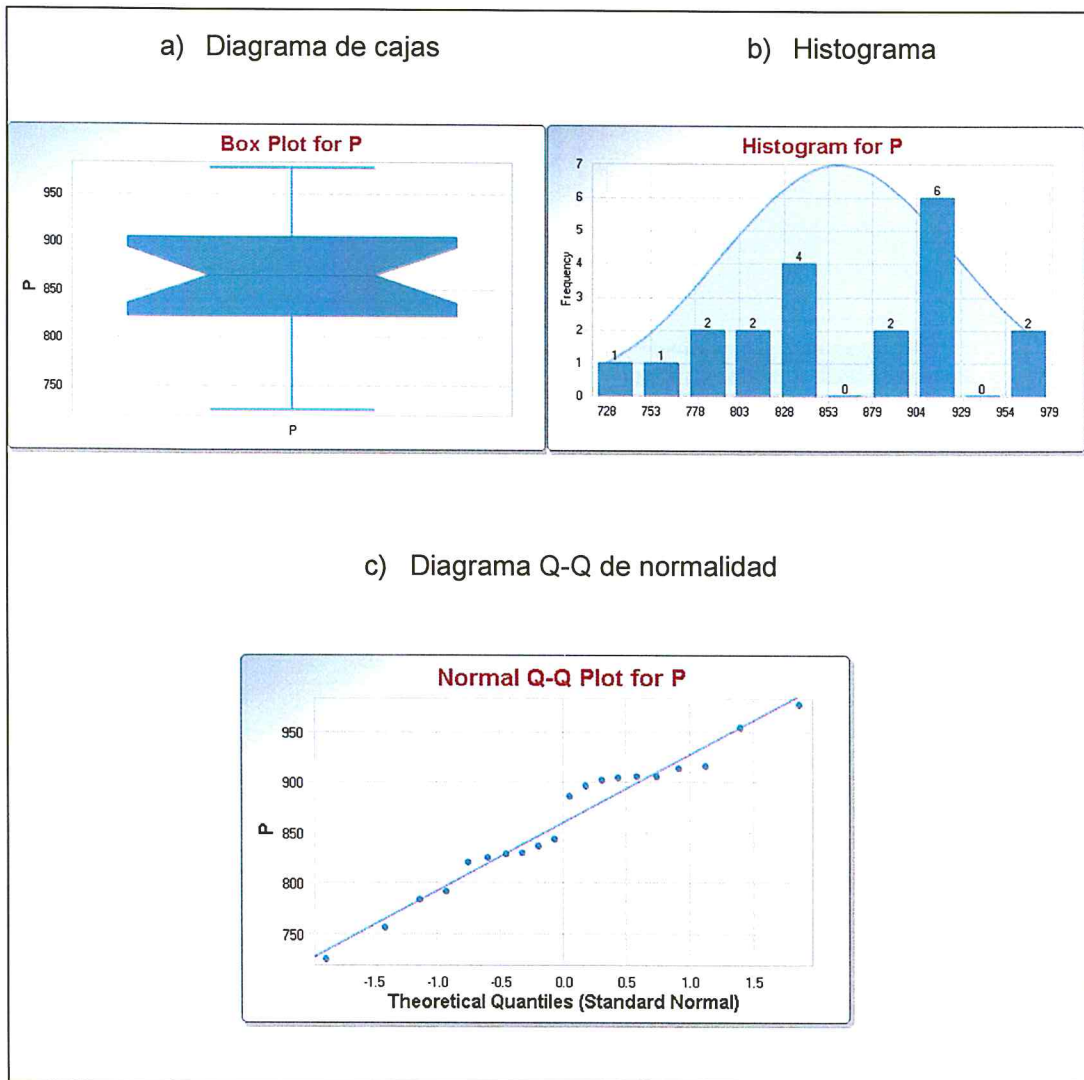 a) Diagrama de cajas
b) Histograma
Box Plot for P
950
900
850
800
750
P
P
Histogram for P
7
6
5
4
3
2
1
0
Frequency
1
1
2
2
4
0
2
6
0
2
728 753 778 803 828 853 879 904 929 954 979
c) Diagrama Q-Q de normalidad
Normal Q-Q Plot for P
950
900
850
800
750
P
-1.5 -1.0 -0.5 0.0 0.5 1.0 1.5
Theoretical Quantiles (Standard Normal)